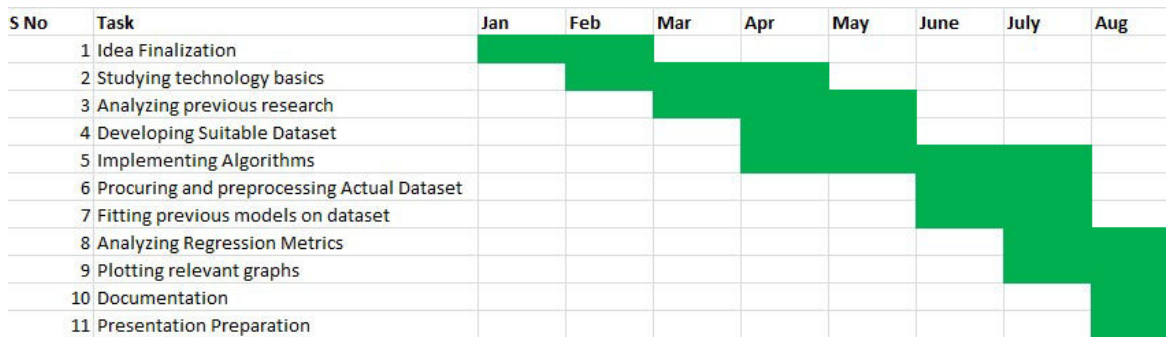 S No Task Jan Feb Mar Apr May June July Aug
1 Idea Finalization
2 Studying technology basics
3 Analyzing previous research
4 Developing Suitable Dataset
5 Implementing Algorithms
6 Procuring and preprocessing Actual Dataset
7 Fitting previous models on dataset
8 Analyzing Regression Metrics
9 Plotting relevant graphs
10 Documentation
11 Presentation Preparation